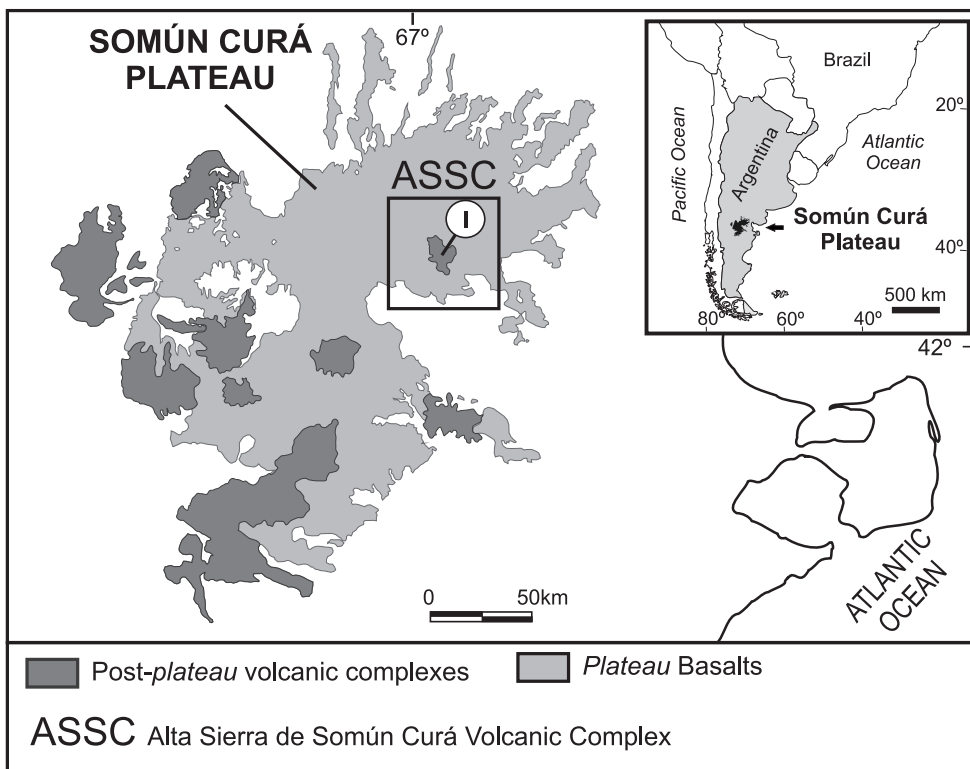 SOMÚN CURÁ
PLATEAU
67º
ASSC
I
Brazil
20º
Pacific Ocean
Argentina
Atlantic
Ocean
Somún Curá
Plateau
40º
500 km
80º
60º
40º
42º
0
50km
ATLANTIC
OCEAN
Post-plateau volcanic complexes
Plateau Basalts
ASSC Alta Sierra de Somún Curá Volcanic Complex